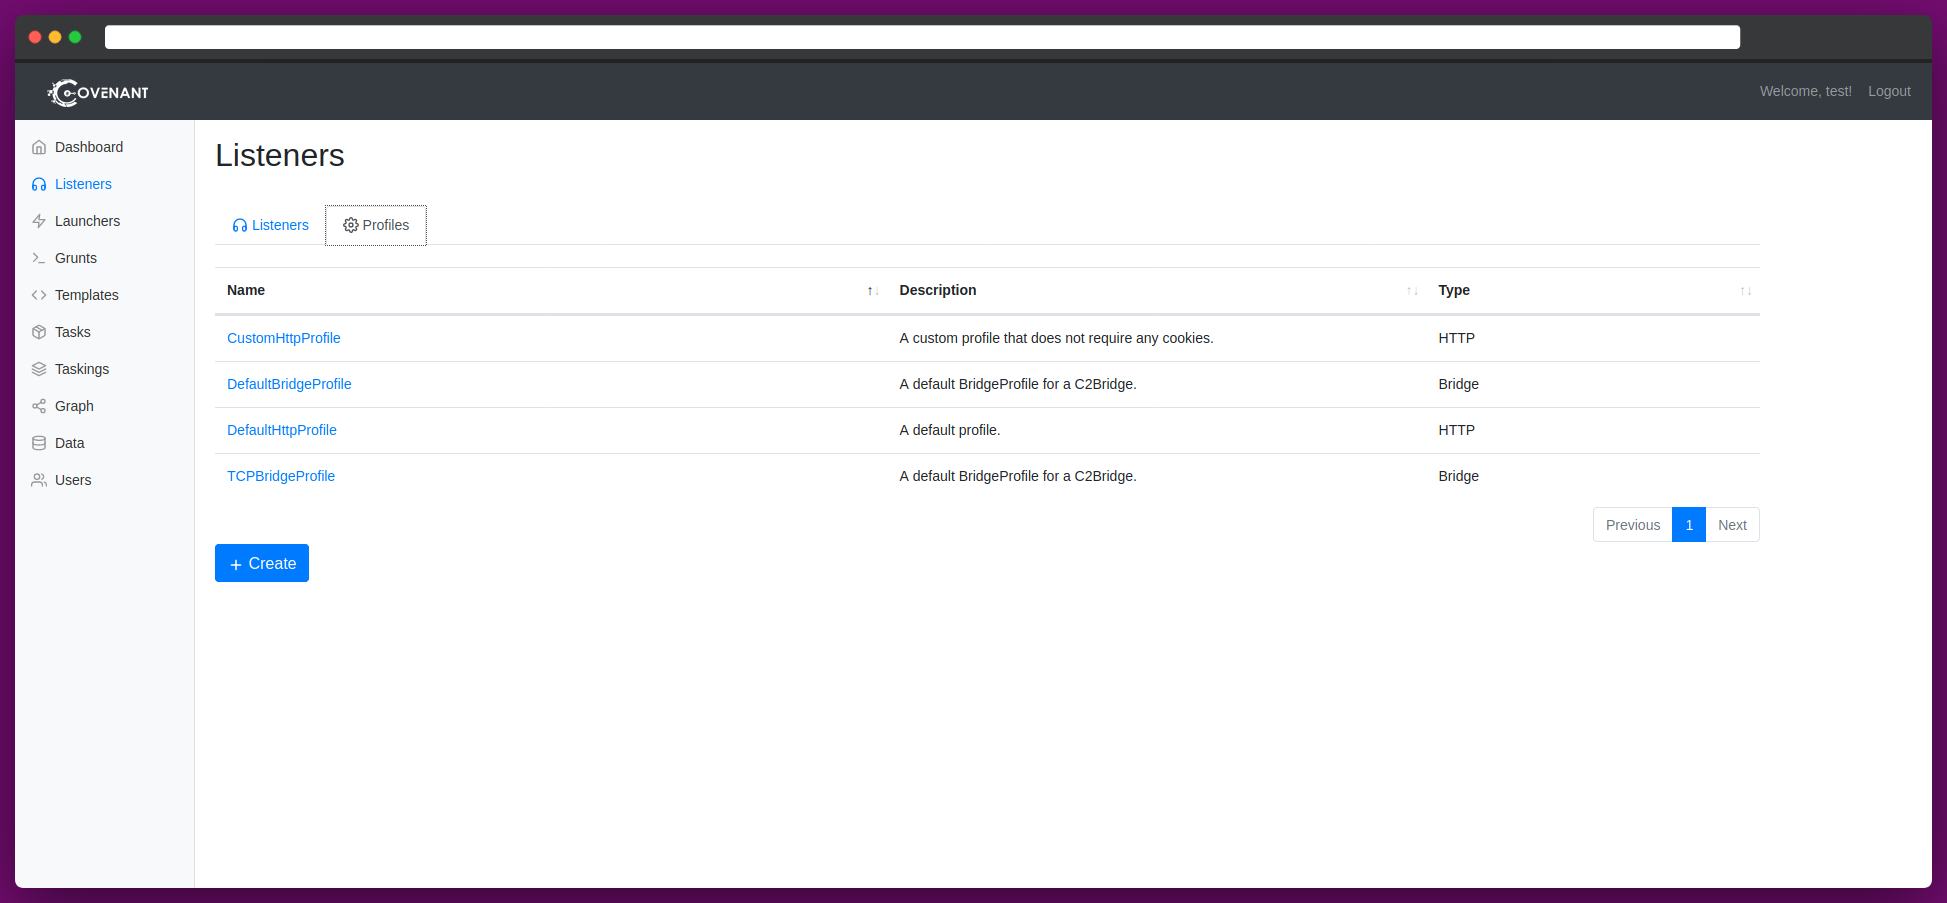 COVENANT
Welcome, test! Logout
Dashboard
Listeners
Launchers
Grunts
Templates
Tasks
Taskings
Graph
Data
Users
Listeners
Listeners Profiles
Name ↑↓ Description ↑↓ Type ↑↓
CustomHttpProfile A custom profile that does not require any cookies. HTTP
DefaultBridgeProfile A default BridgeProfile for a C2Bridge. Bridge
DefaultHttpProfile A default profile. HTTP
TCPBridgeProfile A default BridgeProfile for a C2Bridge. Bridge
Previous 1 Next
+ Create